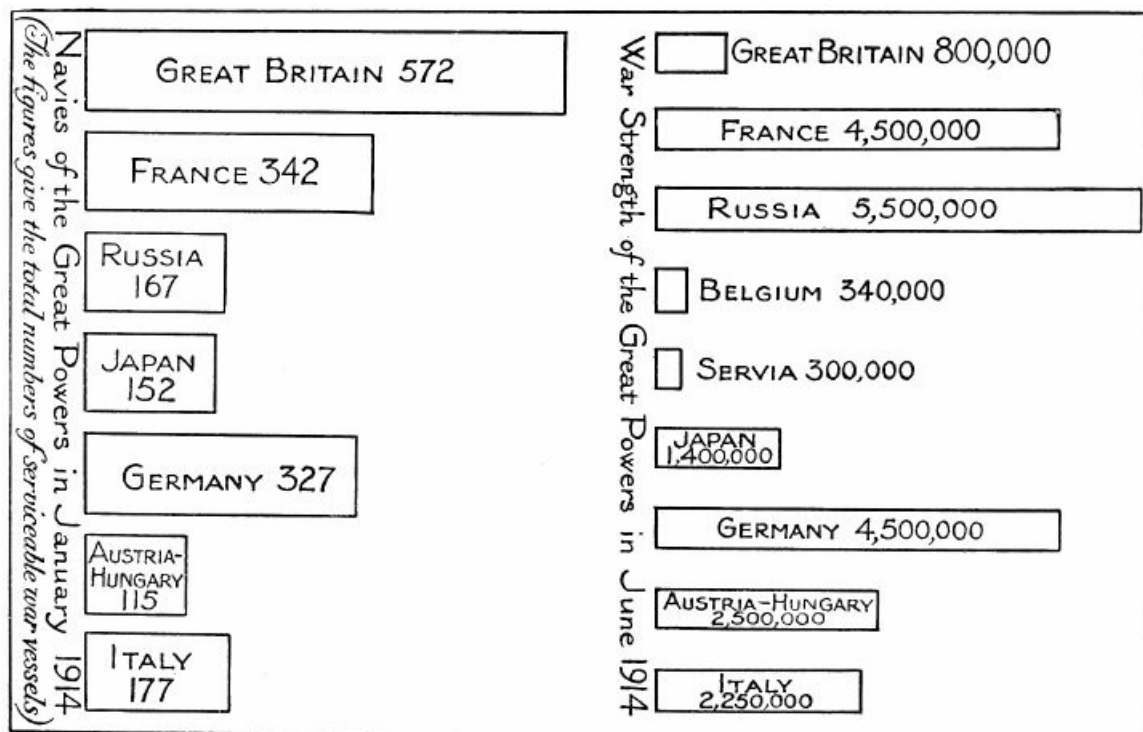 Navies of the Great Powers in January 1914
(The figures give the total numbers of serviceable war vessels)
GREAT BRITAIN 572
FRANCE 342
RUSSIA
167
JAPAN
152
GERMANY 327
AUSTRIA-
HUNGARY
115
ITALY
177
War Strength of the Great Powers in June 1914
GREAT BRITAIN 800,000
FRANCE 4,500,000
RUSSIA 5,500,000
BELGIUM 340,000
SERVIA 300,000
JAPAN
1,400,000
GERMANY 4,500,000
AUSTRIA-HUNGARY
2,500,000
ITALY
2,250,000